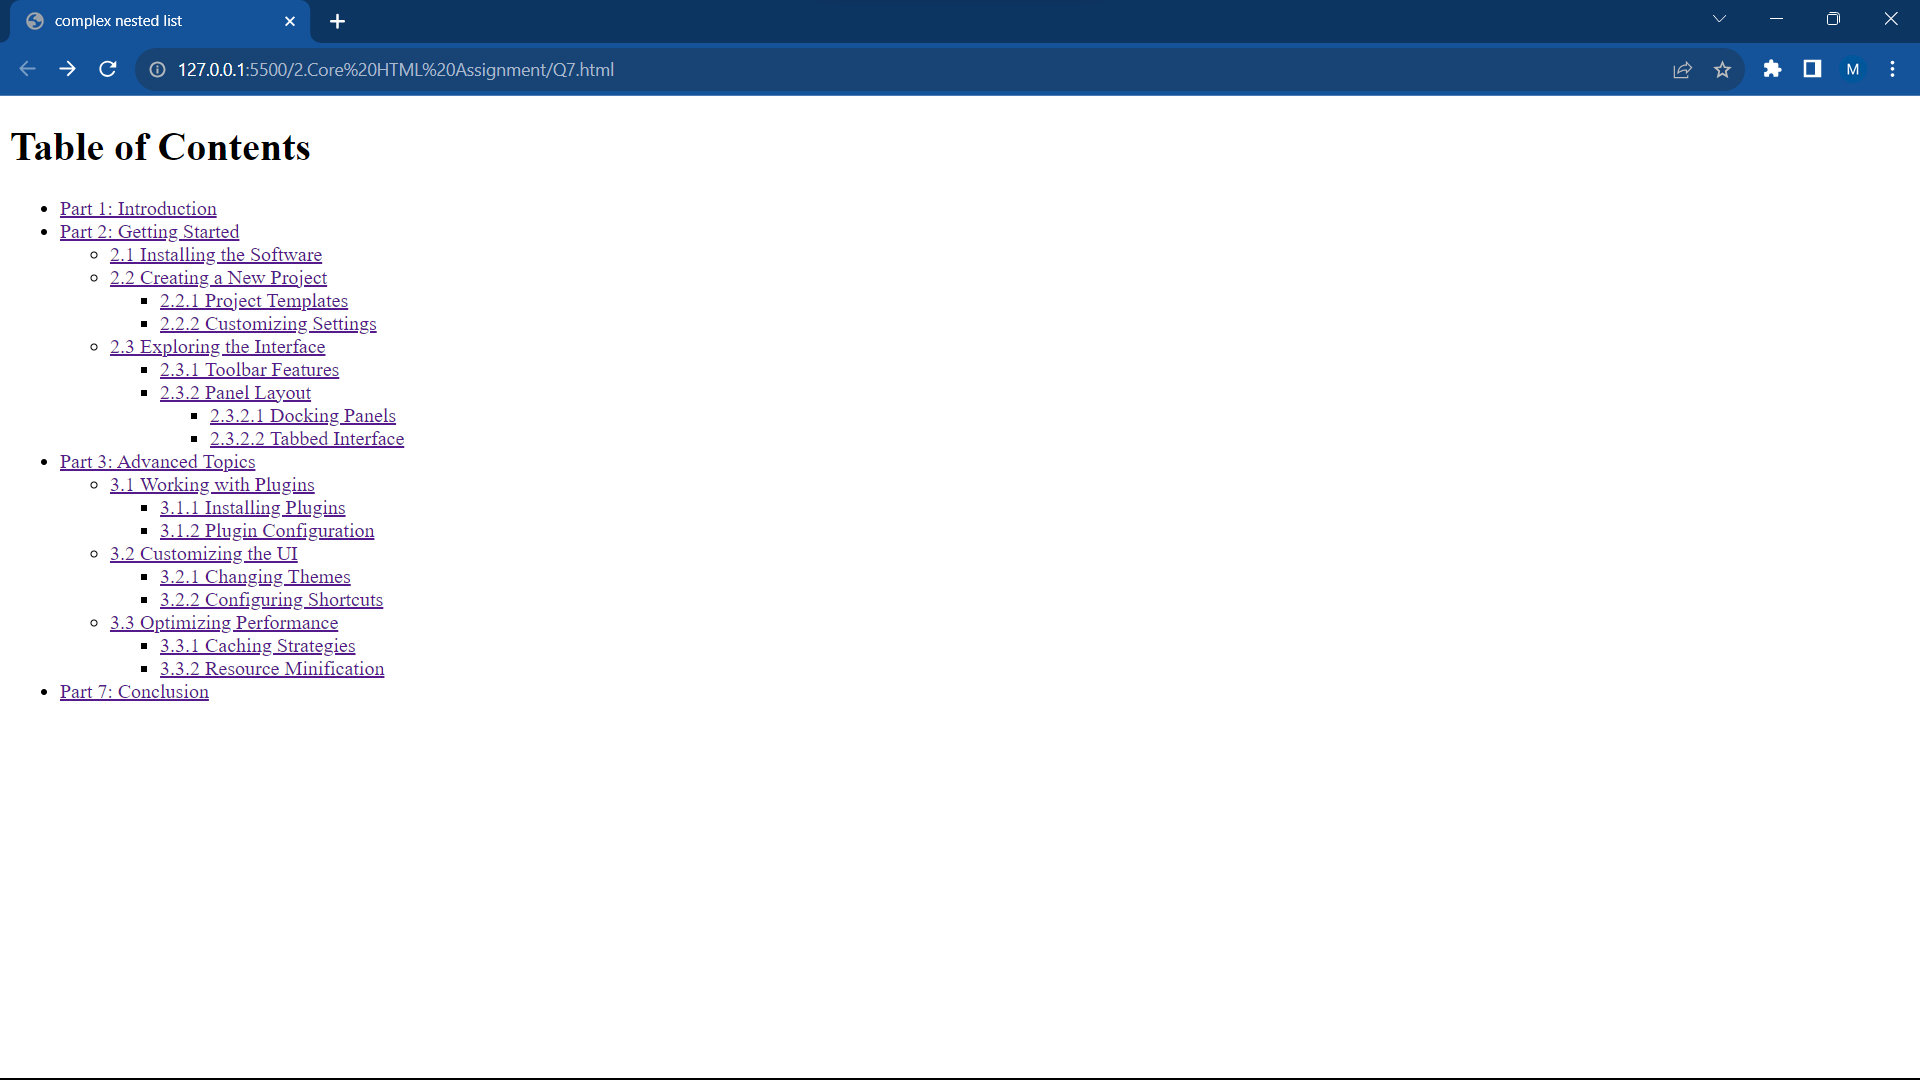 complex nested list
127.0.0.1:5500/2.Core%20HTML%20Assignment/Q7.html
M
Table of Contents
Part 1: Introduction
Part 2: Getting Started
2.1 Installing the Software
2.2 Creating a New Project
2.2.1 Project Templates
2.2.2 Customizing Settings
2.3 Exploring the Interface
2.3.1 Toolbar Features
2.3.2 Panel Layout
2.3.2.1 Docking Panels
2.3.2.2 Tabbed Interface
Part 3: Advanced Topics
3.1 Working with Plugins
3.1.1 Installing Plugins
3.1.2 Plugin Configuration
3.2 Customizing the UI
3.2.1 Changing Themes
3.2.2 Configuring Shortcuts
3.3 Optimizing Performance
3.3.1 Caching Strategies
3.3.2 Resource Minification
Part 7: Conclusion